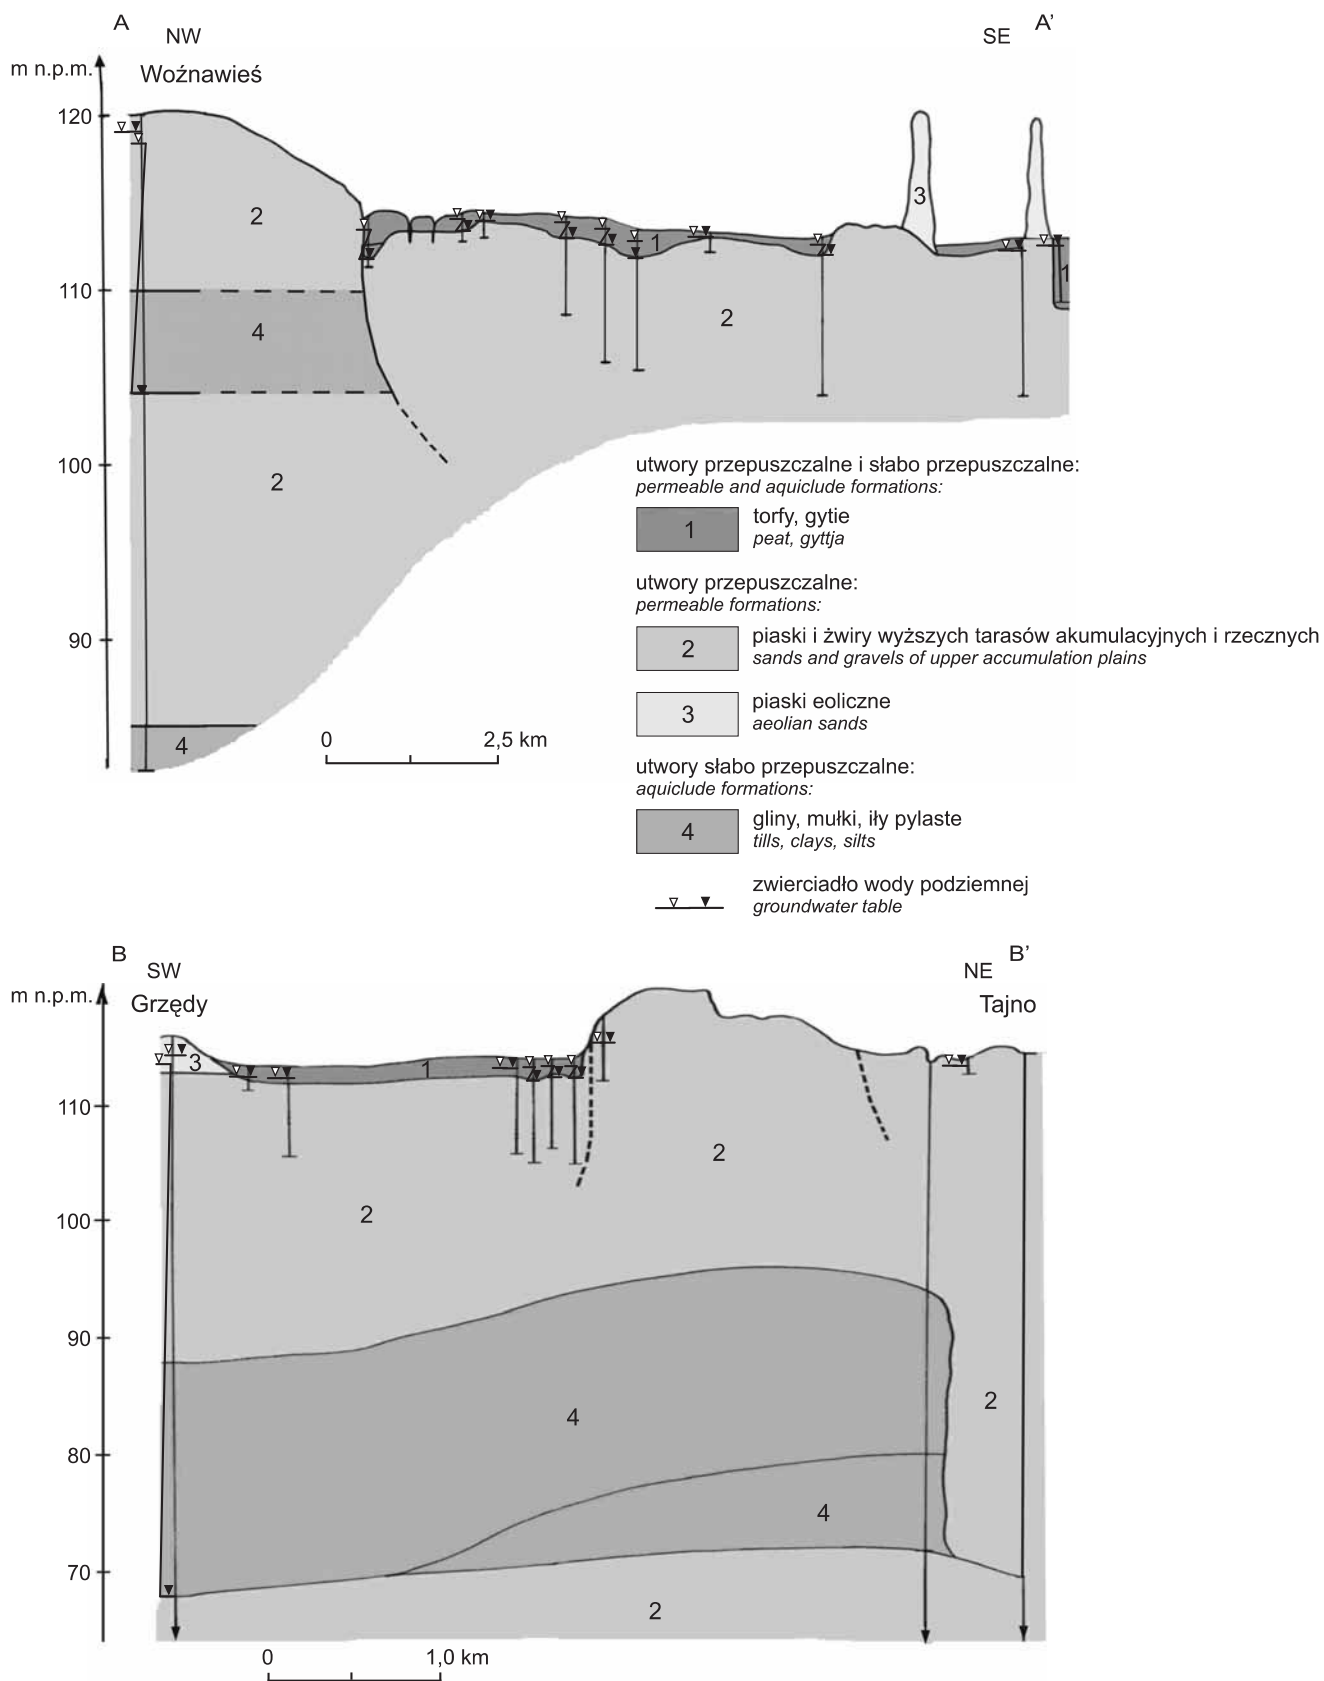 A
NW
SE
A'
m n.p.m.
Woźnawieś
120
110
100
90
2
4
2
4
1
2
3
1
0
2,5 km
utwory przepuszczalne i słabo przepuszczalne:
permeable and aquiclude formations:
1
torfy, gytie
peat, gyttja
utwory przepuszczalne:
permeable formations:
2
piaski i żwiry wyższych tarasów akumulacyjnych i rzecznych
sands and gravels of upper accumulation plains
3
piaski eoliczne
aeolian sands
utwory słabo przepuszczalne:
aquiclude formations:
4
gliny, mułki, iły pylaste
tills, clays, silts
zwierciadło wody podziemnej
groundwater table
B
SW
NE
B'
m n.p.m.
Grzędy
Tajno
110
100
90
80
70
3
1
2
2
4
2
4
2
0
1,0 km